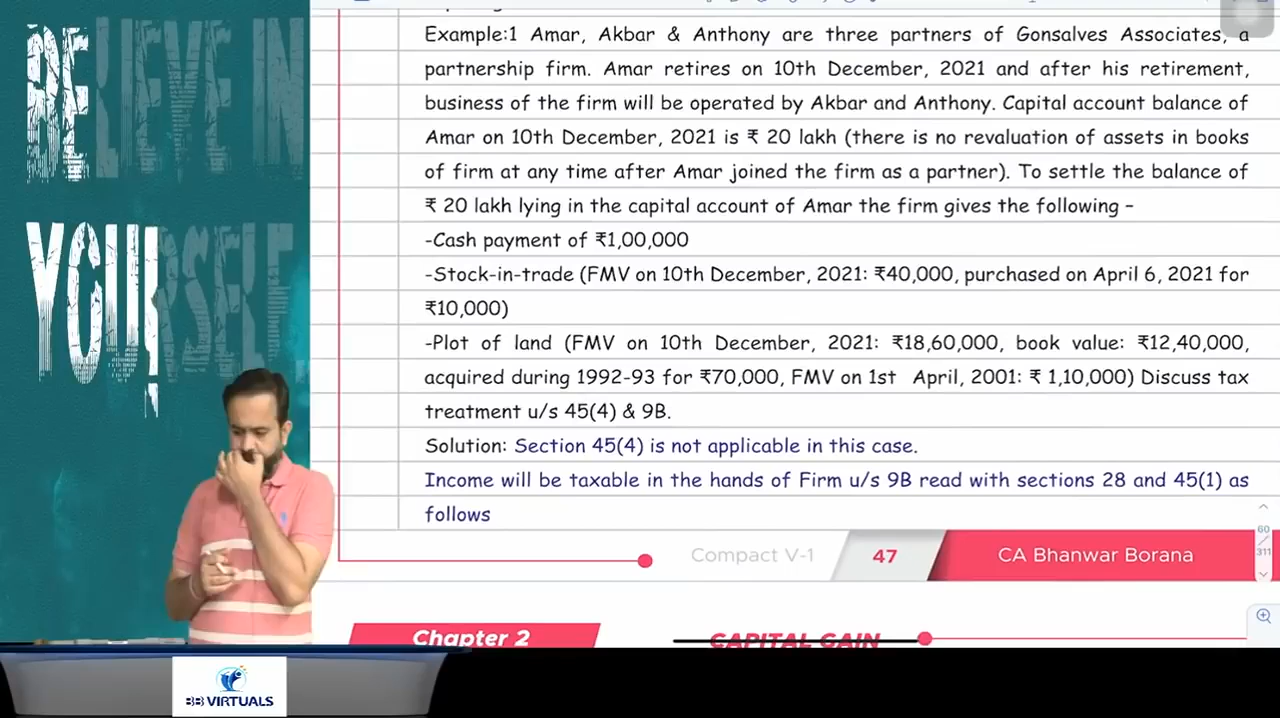 BELIEVE IN
YOURSELF
Example:1 Amar, Akbar & Anthony are three partners of Gonsalves Associates, a
partnership firm. Amar retires on 10th December, 2021 and after his retirement,
business of the firm will be operated by Akbar and Anthony. Capital account balance of
Amar on 10th December, 2021 is ₹ 20 lakh (there is no revaluation of assets in books
of firm at any time after Amar joined the firm as a partner). To settle the balance of
₹ 20 lakh lying in the capital account of Amar the firm gives the following –
-Cash payment of ₹1,00,000
-Stock-in-trade (FMV on 10th December, 2021: ₹40,000, purchased on April 6, 2021 for
₹10,000)
-Plot of land (FMV on 10th December, 2021: ₹18,60,000, book value: ₹12,40,000,
acquired during 1992-93 for ₹70,000, FMV on 1st April, 2001: ₹ 1,10,000) Discuss tax
treatment u/s 45(4) & 9B.
Solution: Section 45(4) is not applicable in this case.
Income will be taxable in the hands of Firm u/s 9B read with sections 28 and 45(1) as
follows
60
/
311
Compact V-1
47
CA Bhanwar Borana
Chapter 2
CAPITAL GAIN
BB VIRTUALS